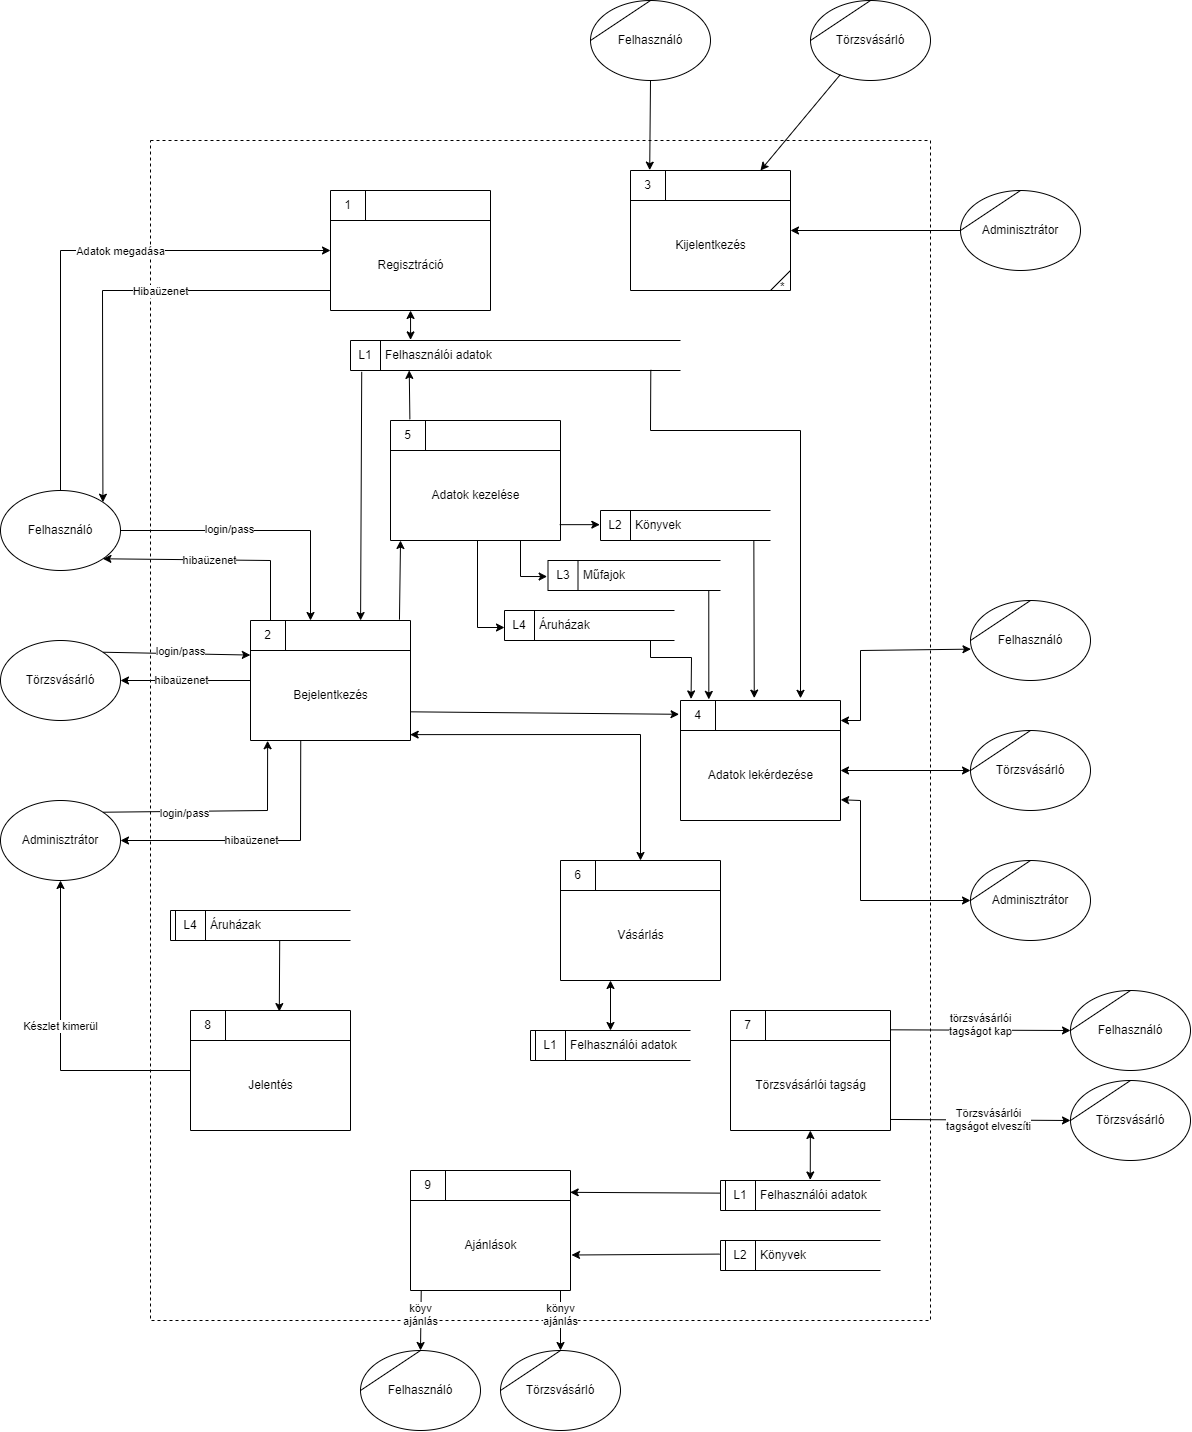 Felhasználó
Törzsvásárló
3
Kijelentkezés
*
Adminisztrátor
1
Regisztráció
Adatok megadása
Hibaüzenet
L1
Felhasználói adatok
5
Adatok kezelése
L2
Könyvek
L3
Műfajok
L4
Áruházak
Felhasználó
login/pass
hibaüzenet
2
Bejelentkezés
Törzsvásárló
login/pass
hibaüzenet
Adminisztrátor
login/pass
hibaüzenet
4
Adatok lekérdezése
Felhasználó
Törzsvásárló
Adminisztrátor
6
Vásárlás
L1
Felhasználói adatok
L4
Áruházak
8
Jelentés
Készlet kimerül
7
Törzsvásárlói tagság
törzsvásárlói
tagságot kap
Felhasználó
Törzsvásárlói
tagságot elveszíti
Törzsvásárló
L1
Felhasználói adatok
L2
Könyvek
9
Ajánlások
köyv
ajánlás
könyv
ajánlás
Felhasználó
Törzsvásárló